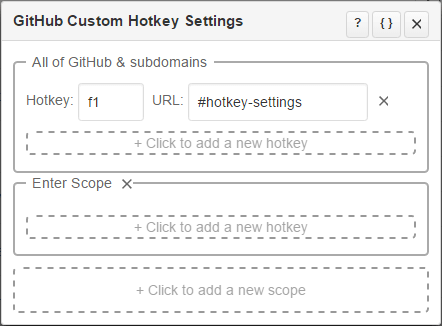 GitHub Custom Hotkey Settings ? { } ×
All of GitHub & subdomains
Hotkey: f1 URL: #hotkey-settings ×
+ Click to add a new hotkey
Enter Scope ×
+ Click to add a new hotkey
+ Click to add a new scope